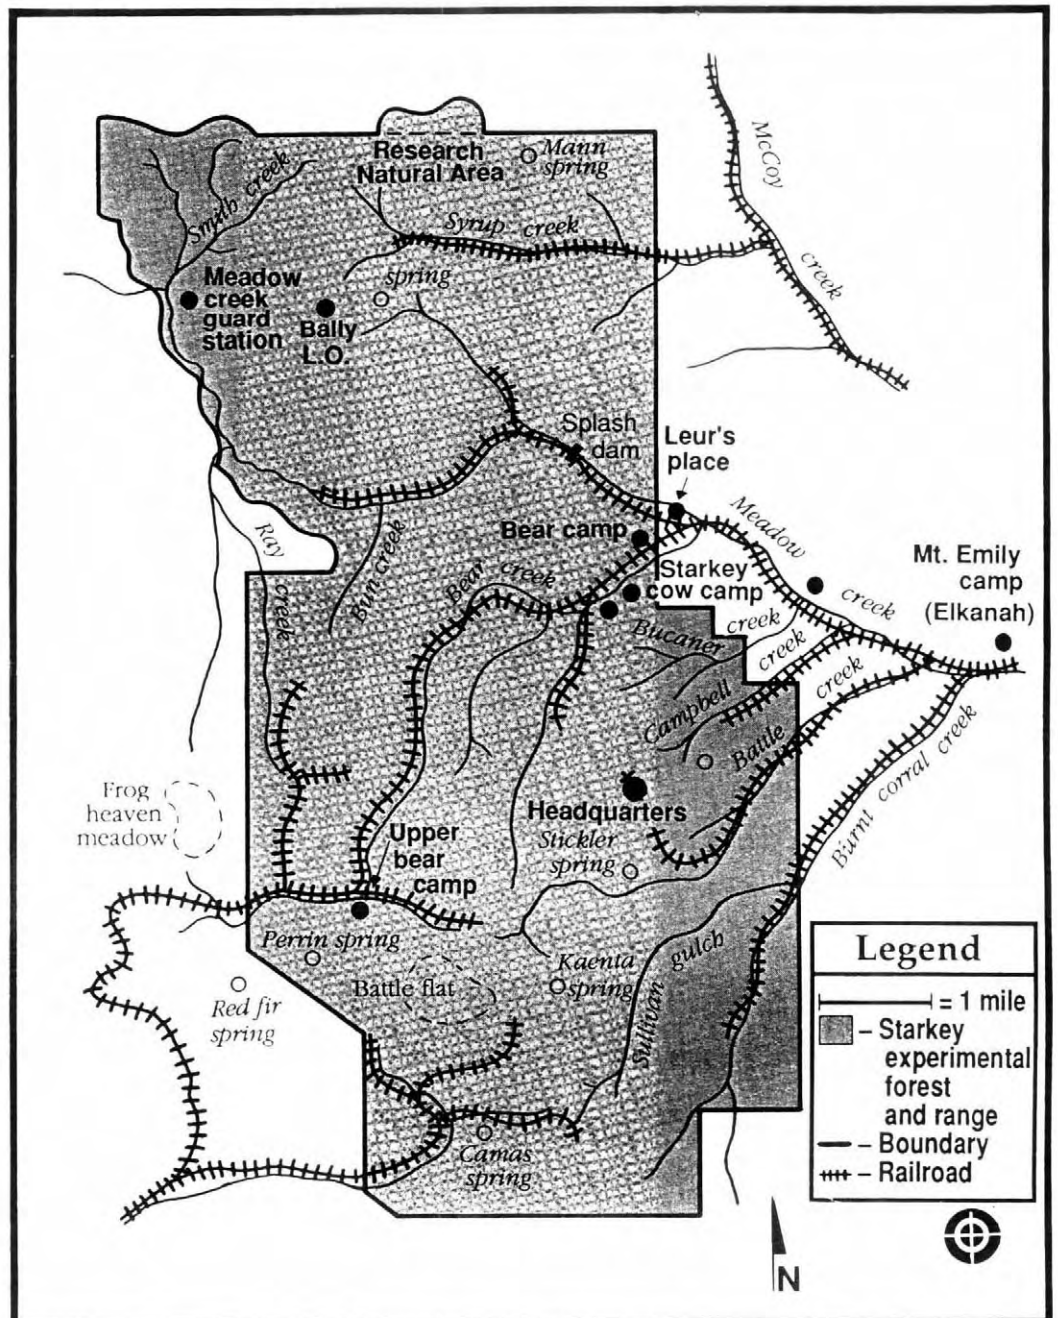 McCoy
creek
Research
Natural Area
Mann
spring
Smith creek
Syrup creek
spring
Meadow
creek
guard
station
Bally
L.O.
Splash
dam
Leur's
place
Meadow
creek
Bear camp
Mt. Emily
camp
(Elkanah)
Ray
creek
Burn creek
Bear
creek
Starkey
cow camp
Bucaner creek
Campbell creek
Battle creek
Burnt corral creek
Frog
heaven
meadow
Headquarters
Stickler
spring
Upper
bear
camp
Perrin spring
Red fir
spring
Battle flat
Kaenta
spring
Sullivan gulch
Camas
spring
Legend
= 1 mile
– Starkey
experimental
forest
and range
– Boundary
– Railroad
N